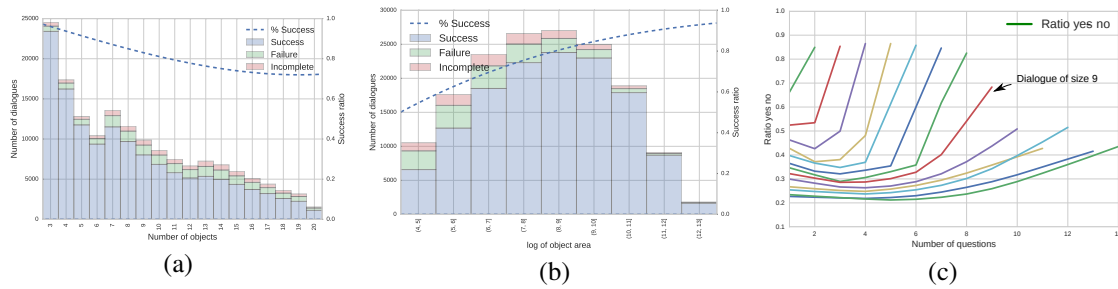 % Success
Success
Failure
Incomplete
Number of dialogues
25000
20000
15000
10000
5000
0
1.0
0.8
0.6
0.4
0.2
0.0
Success ratio
3 4 5 6 7 8 9 10 11 12 13 14 15 16 17 18 19 20
Number of objects
(a)
% Success
Success
Failure
Incomplete
Number of dialogues
30000
25000
20000
15000
10000
5000
0
1.0
0.8
0.6
0.4
0.2
0.0
Success ratio
(4, 5] (5, 6] (6, 7] (7, 8] (8, 9] (9, 10] (10, 11] (11, 12] (12, 13]
log of object area
(b)
Ratio yes no
Dialogue of size 9
Ratio yes no
1.0
0.9
0.8
0.7
0.6
0.5
0.4
0.3
0.2
0.1
2 4 6 8 10 12 14
Number of questions
(c)